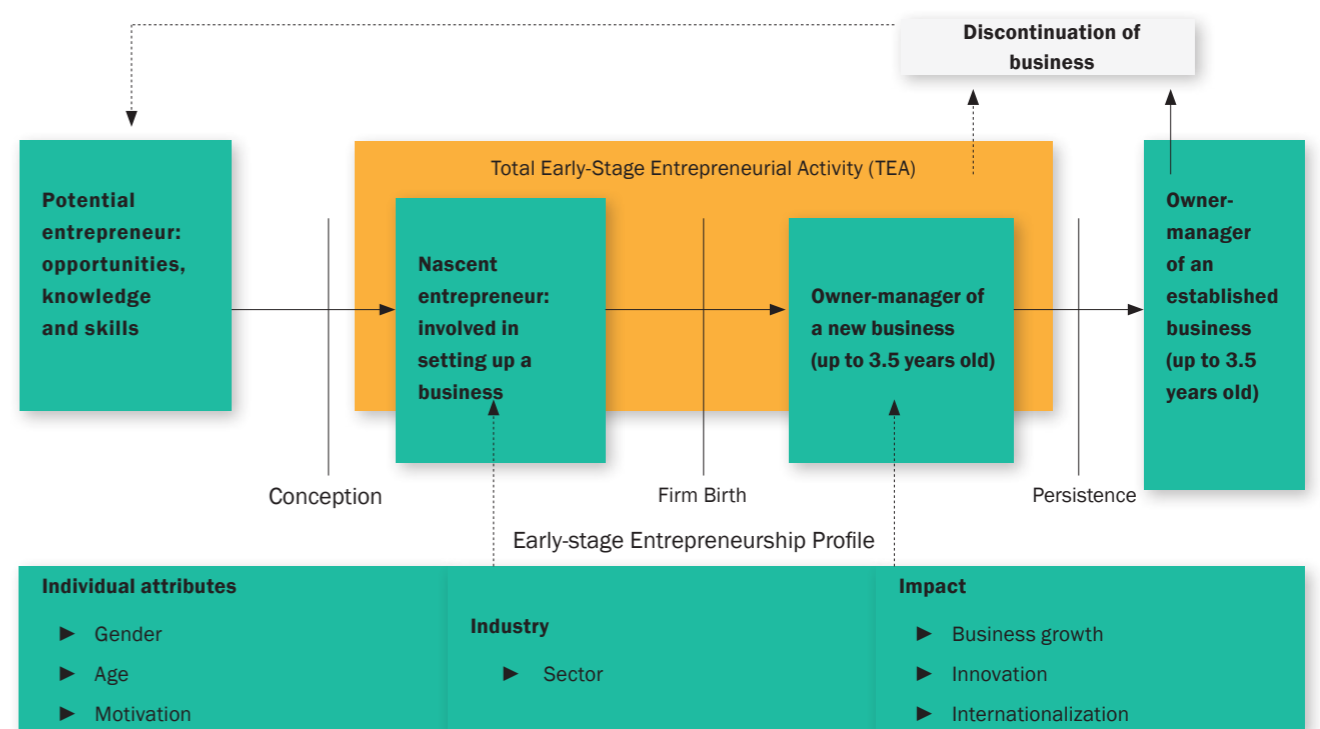 Discontinuation of
business
Total Early-Stage Entrepreneurial Activity (TEA)
Potential
entrepreneur:
opportunities,
knowledge
and skills
Nascent
entrepreneur:
involved in
setting up a
business
Owner-manager of
a new business
(up to 3.5 years old)
Owner-
manager
of an
established
business
(up to 3.5
years old)
Conception
Firm Birth
Persistence
Early-stage Entrepreneurship Profile
Individual attributes
► Gender
► Age
► Motivation
Industry
► Sector
Impact
► Business growth
► Innovation
► Internationalization